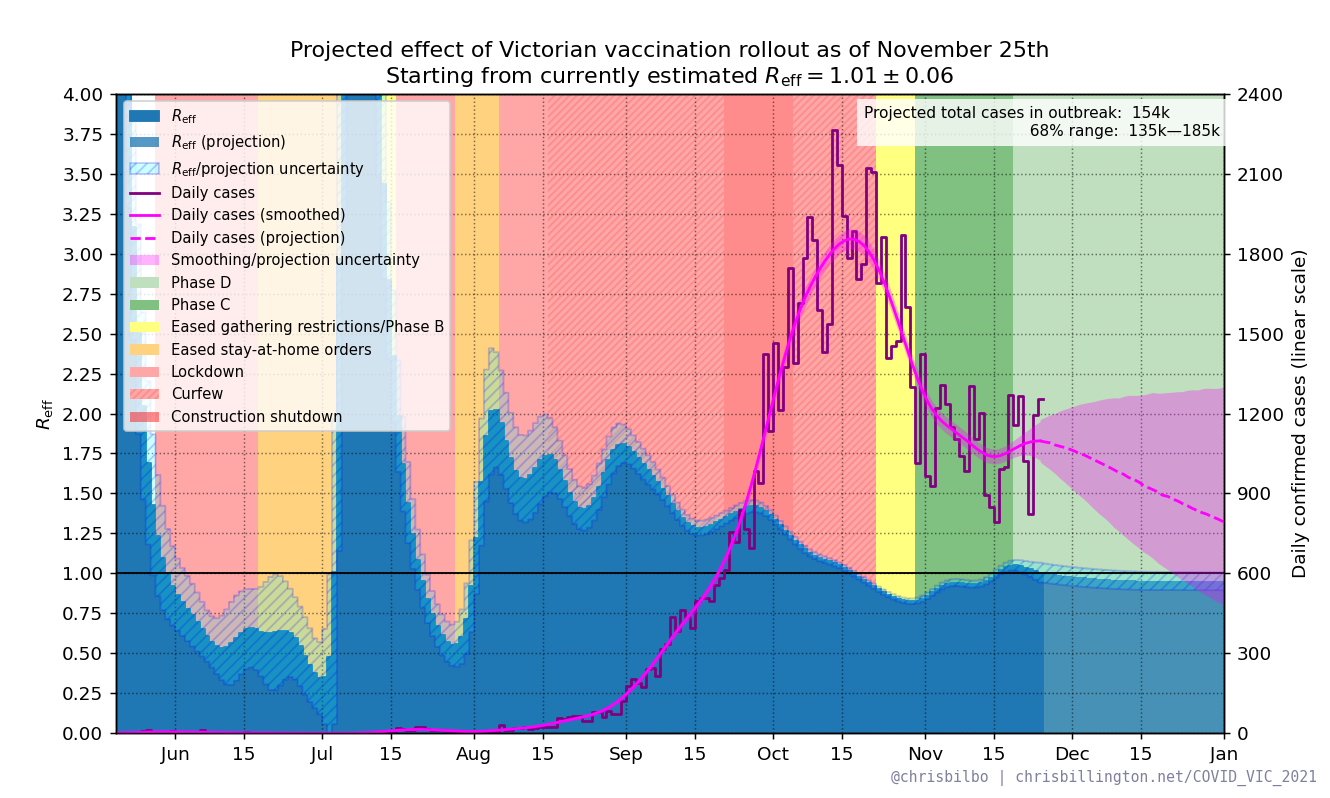 Projected effect of Victorian vaccination rollout as of November 25th
Starting from currently estimated R_eff = 1.01 ± 0.06
Projected total cases in outbreak: 154k
68% range: 135k—185k
R_eff
R_eff (projection)
R_eff/projection uncertainty
Daily cases
Daily cases (smoothed)
Daily cases (projection)
Smoothing/projection uncertainty
Phase D
Phase C
Eased gathering restrictions/Phase B
Eased stay-at-home orders
Lockdown
Curfew
Construction shutdown
R_eff
4.00
3.75
3.50
3.25
3.00
2.75
2.50
2.25
2.00
1.75
1.50
1.25
1.00
0.75
0.50
0.25
0.00
2400
2100
1800
1500
1200
900
600
300
0
Daily confirmed cases (linear scale)
Jun 15 Jul 15 Aug 15 Sep 15 Oct 15 Nov 15 Dec 15 Jan
@chrisbilbo | chrisbillington.net/COVID_VIC_2021